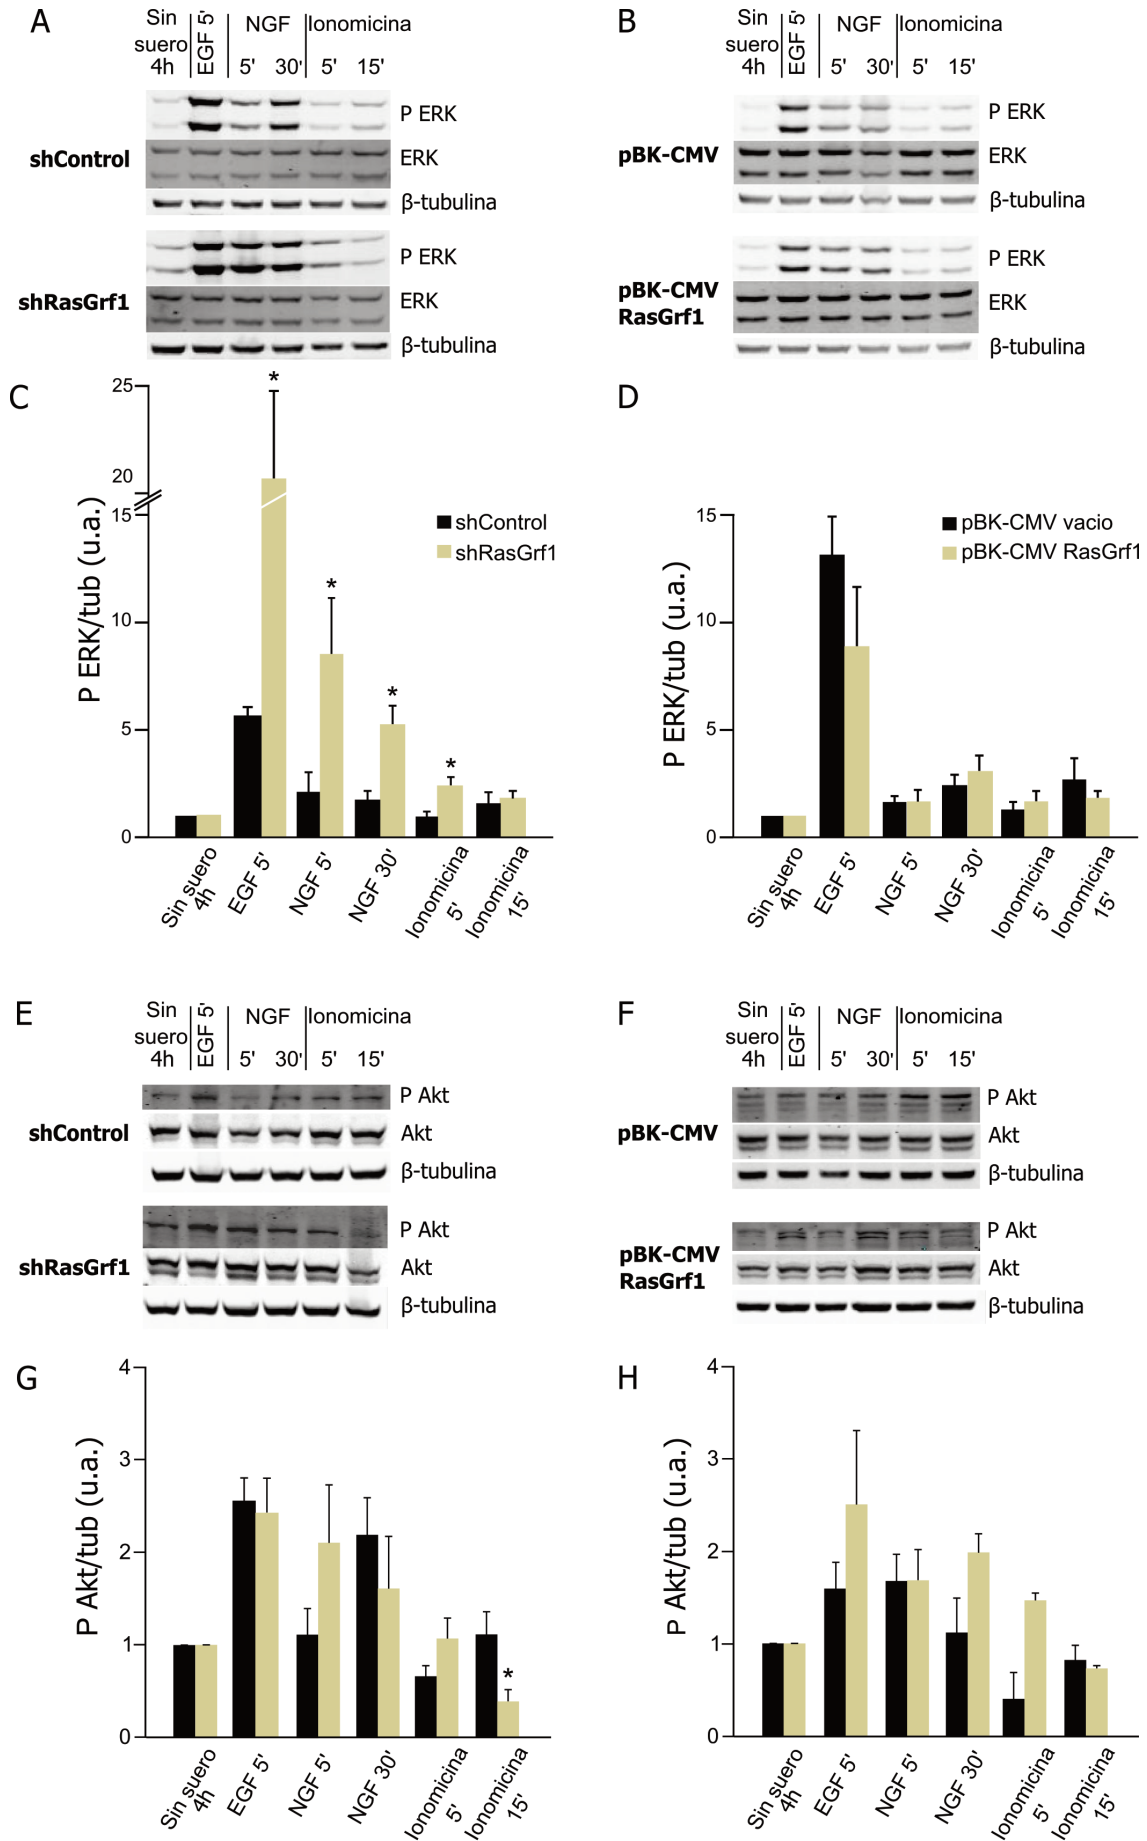 A
Sin
suero
4h
EGF 5'
NGF
5' 30'
Ionomicina
5' 15'
shControl
P ERK
ERK
β-tubulina
shRasGrf1
P ERK
ERK
β-tubulina
B
Sin
suero
4h
EGF 5'
NGF
5' 30'
Ionomicina
5' 15'
pBK-CMV
P ERK
ERK
β-tubulina
pBK-CMV
RasGrf1
P ERK
ERK
β-tubulina
C
P ERK/tub (u.a.)
25
20
15
10
5
0
*
*
*
*
shControl
shRasGrf1
Sin suero
4h
EGF 5'
NGF 5'
NGF 30'
Ionomicina
5'
Ionomicina
15'
D
P ERK/tub (u.a.)
15
10
5
0
pBK-CMV vacio
pBK-CMV RasGrf1
Sin suero
4h
EGF 5'
NGF 5'
NGF 30'
Ionomicina
5'
Ionomicina
15'
E
Sin
suero
4h
EGF 5'
NGF
5' 30'
Ionomicina
5' 15'
shControl
P Akt
Akt
β-tubulina
shRasGrf1
P Akt
Akt
β-tubulina
F
Sin
suero
4h
EGF 5'
NGF
5' 30'
Ionomicina
5' 15'
pBK-CMV
P Akt
Akt
β-tubulina
pBK-CMV
RasGrf1
P Akt
Akt
β-tubulina
G
P Akt/tub (u.a.)
4
3
2
1
0
*
Sin suero
4h
EGF 5'
NGF 5'
NGF 30'
Ionomicina
5'
Ionomicina
15'
H
P Akt/tub (u.a.)
4
3
2
1
0
Sin suero
4h
EGF 5'
NGF 5'
NGF 30'
Ionomicina
5'
Ionomicina
15'